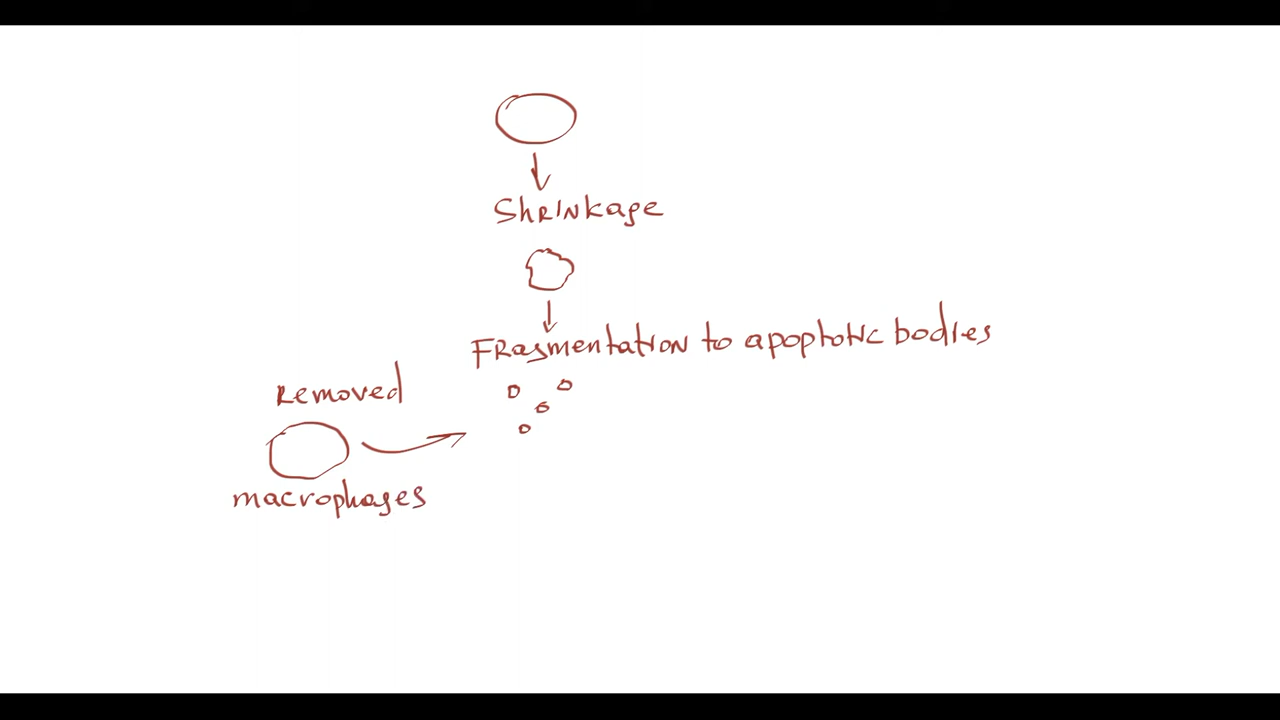 Shrinkage
Fragmentation to apoptotic bodies
Removed
macrophages